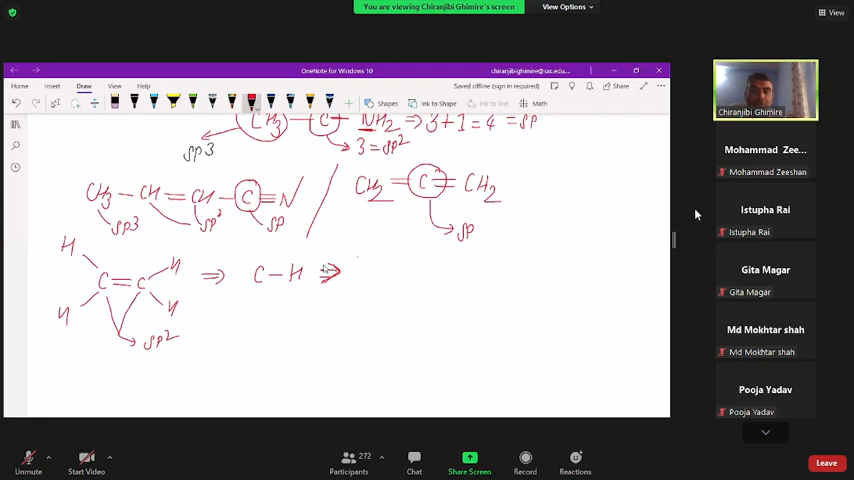 You are viewing Chiranjibi Ghimire's screen
View Options
View
OneNote for Windows 10
chiranjibighimire@sxc.edu...
Home Insert Draw View Help
Saved offline (sign in required)
Share
Shapes Ink to Shape Ink to Text Math
CH3 — C — NH2 ⇒ 3+1=4 = SP
SP3
3 = SP2
CH3 — CH = CH — C ≡ N
SP3 SP2 SP
CH2 = C = CH2
SP
H H
C = C ⇒ C — H ⇒
H H
SP2
Chiranjibi Ghimire
Mohammad Zee...
Mohammad Zeeshan
Istupha Rai
Istupha Rai
Gita Magar
Gita Magar
Md Mokhtar shah
Md Mokhtar shah
Pooja Yadav
Pooja Yadav
Unmute
Start Video
272
Participants
Chat
Share Screen
Record
Reactions
Leave